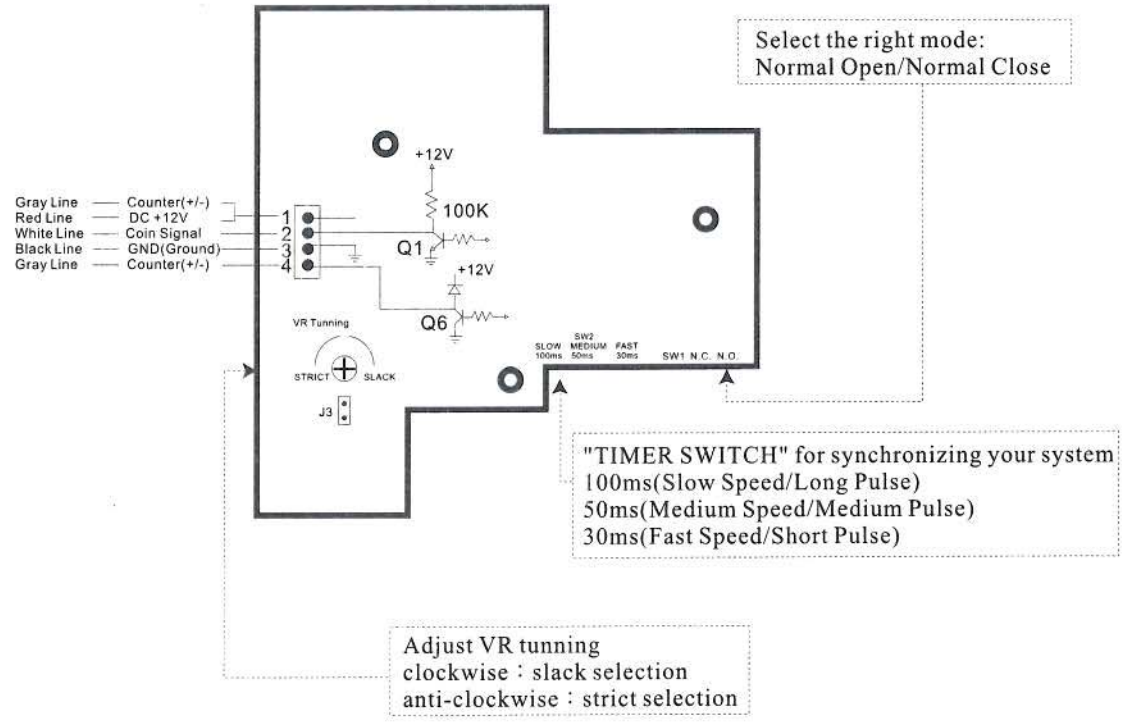 Select the right mode:
Normal Open/Normal Close
+12V
100K
Gray Line Counter(+/-)
Red Line DC +12V 1
White Line Coin Signal 2
Black Line GND(Ground) 3
Gray Line Counter(+/-) 4
Q1
+12V
Q6
VR Tunning
STRICT SLACK
J3
SW2
SLOW MEDIUM FAST
100ms 50ms 30ms
SW1 N.C. N.O.
"TIMER SWITCH" for synchronizing your system
100ms(Slow Speed/Long Pulse)
50ms(Medium Speed/Medium Pulse)
30ms(Fast Speed/Short Pulse)
Adjust VR tunning
clockwise : slack selection
anti-clockwise : strict selection